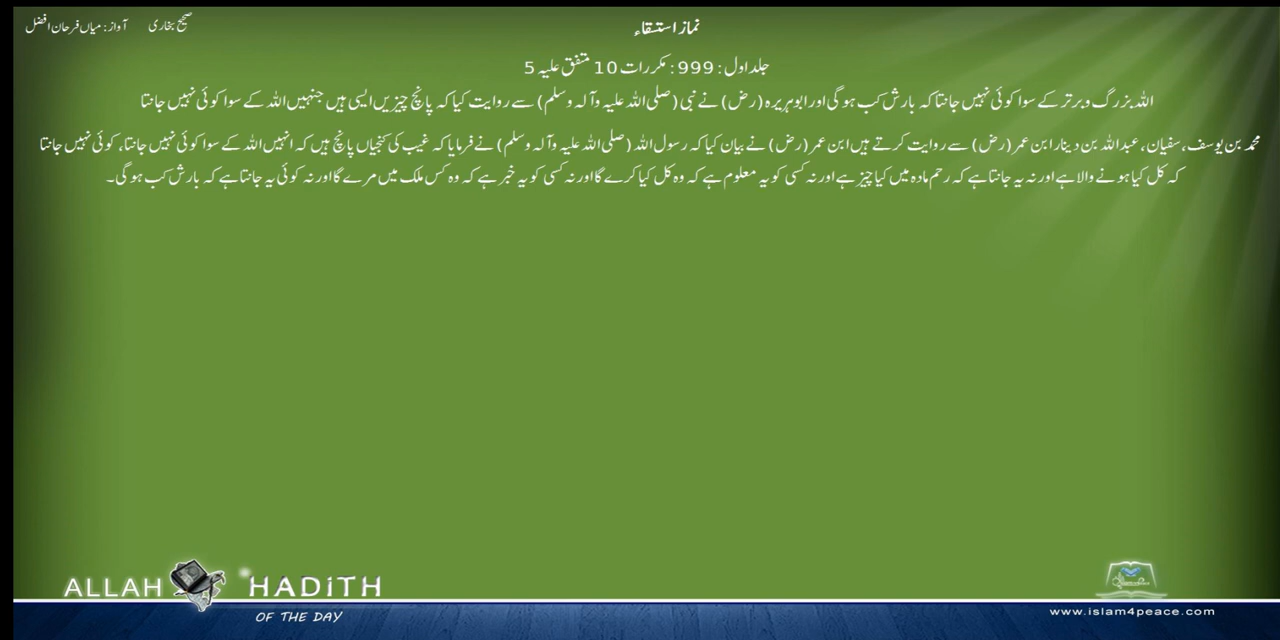 صحیح بخاری
آواز: میاں فرحان افضل
نماز استسقاء
جلد اول: 999: مکررات 10 متفق علیہ 5
اللہ بزرگ و برتر کے سوا کوئی نہیں جانتا کہ بارش کب ہوگی اور ابوہریرہ (رض) نے نبی (صلی اللہ علیہ وآلہ وسلم) سے روایت کیا کہ پانچ چیزیں ایسی ہیں جنہیں اللہ کے سوا کوئی نہیں جانتا
محمد بن یوسف، سفیان، عبداللہ بن دینار ابن عمر (رض) سے روایت کرتے ہیں ابن عمر (رض) نے بیان کیا کہ رسول اللہ (صلی اللہ علیہ وآلہ وسلم) نے فرمایا کہ غیب کی کنجیاں پانچ ہیں کہ انہیں اللہ کے سوا کوئی نہیں جانتا، کوئی نہیں جانتا
کہ کل کیا ہونے والا ہے اور نہ یہ جانتا ہے کہ رحم مادہ میں کیا چیز ہے اور نہ کسی کو یہ معلوم ہے کہ وہ کل کیا کرے گا اور نہ کسی کو یہ خبر ہے کہ وہ کس ملک میں مرے گا اور نہ کوئی یہ جانتا ہے کہ بارش کب ہوگی۔
ALLAH HADITH
OF THE DAY
www.islam4peace.com